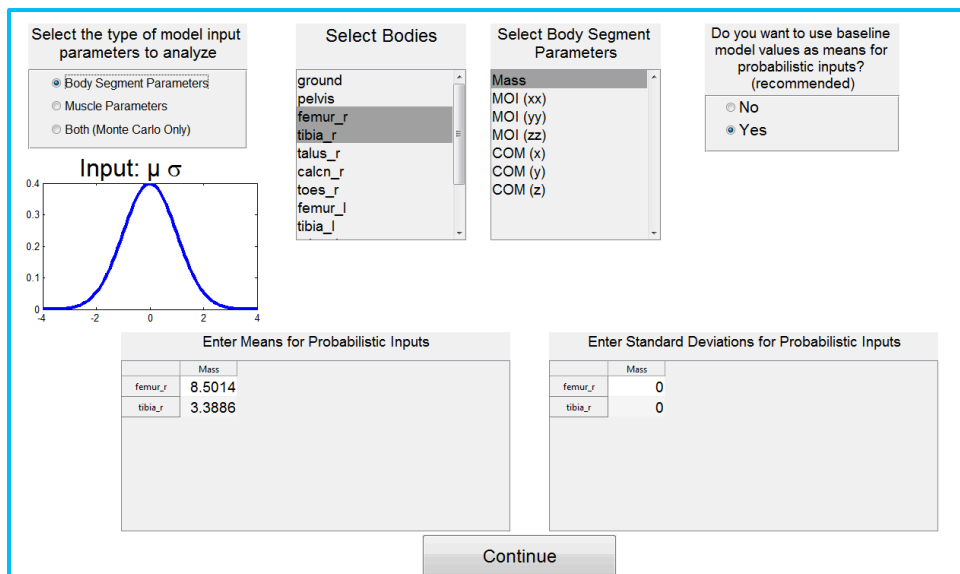 Select the type of model input
parameters to analyze
Body Segment Parameters
Muscle Parameters
Both (Monte Carlo Only)
Select Bodies
ground
pelvis
femur_r
tibia_r
talus_r
calcn_r
toes_r
femur_l
tibia_l
Select Body Segment
Parameters
Mass
MOI (xx)
MOI (yy)
MOI (zz)
COM (x)
COM (y)
COM (z)
Do you want to use baseline
model values as means for
probabilistic inputs?
(recommended)
No
Yes
Input: μ σ
0.4
0.3
0.2
0.1
0
-4 -2 0 2 4
Enter Means for Probabilistic Inputs
Mass
femur_r 8.5014
tibia_r 3.3886
Enter Standard Deviations for Probabilistic Inputs
Mass
femur_r 0
tibia_r 0
Continue